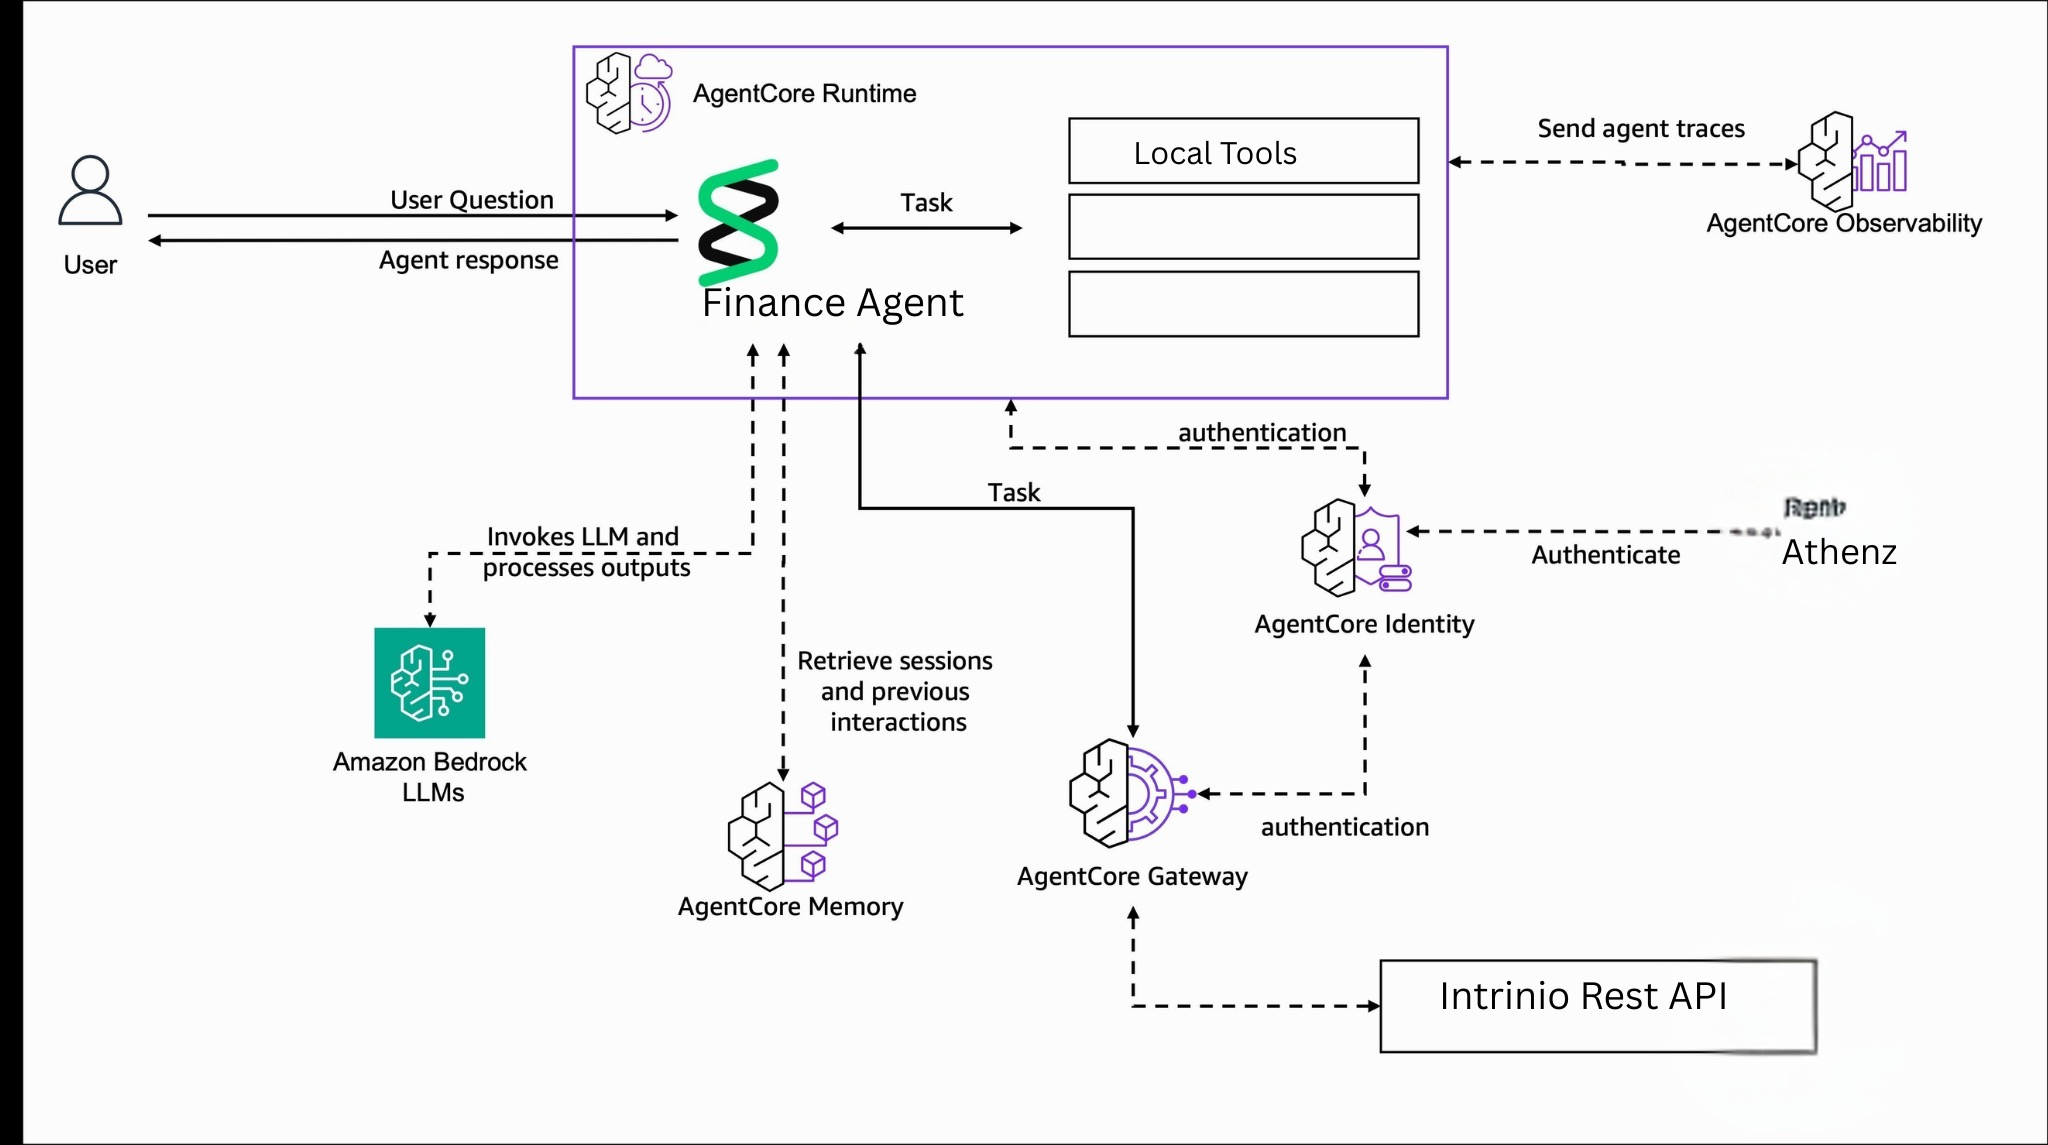 AgentCore Runtime
Local Tools
Send agent traces
User Question
Task
AgentCore Observability
User
Agent response
Finance Agent
authentication
Task
Invokes LLM and
processes outputs
Authenticate
Athenz
AgentCore Identity
Retrieve sessions
and previous
interactions
Amazon Bedrock
LLMs
authentication
AgentCore Gateway
AgentCore Memory
Intrinio Rest API